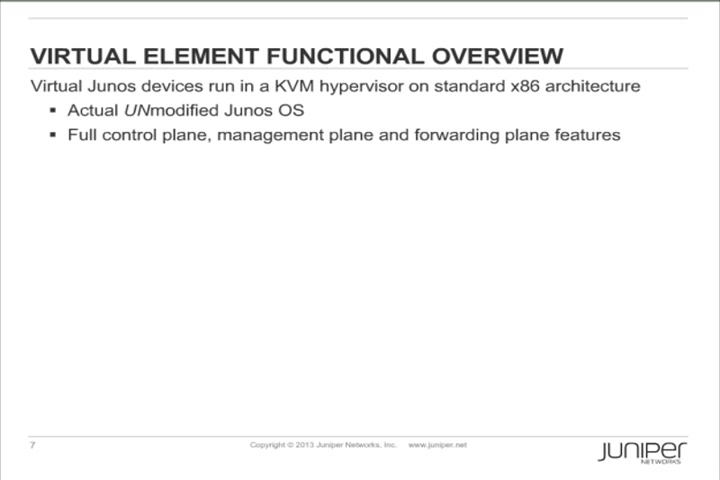 VIRTUAL ELEMENT FUNCTIONAL OVERVIEW
Virtual Junos devices run in a KVM hypervisor on standard x86 architecture
▪ Actual UNmodified Junos OS
▪ Full control plane, management plane and forwarding plane features
7
Copyright © 2013 Juniper Networks, Inc. www.juniper.net
JUNIPEr
NETWORKS